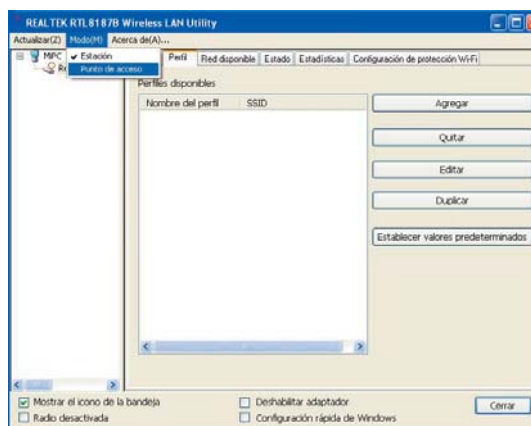 REALTEK RTL8187B Wireless LAN Utility
Actualizar(Z) Modo(M) Acerca de(A)...
✔ Estación
Punto de acceso
MiPC
Perfil Red disponible Estado Estadísticas Configuración de protección Wi-Fi
Perfiles disponibles
Nombre del perfil SSID
Agregar
Quitar
Editar
Duplicar
Establecer valores predeterminados
Mostrar el icono de la bandeja
Radio desactivada
Deshabilitar adaptador
Configuración rápida de Windows
Cerrar